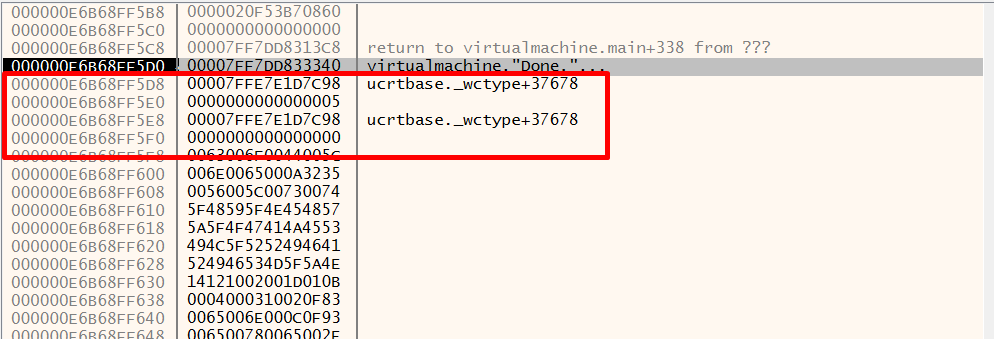 000000E6B68FF5B8 0000020F53B70860
000000E6B68FF5C0 0000000000000000
000000E6B68FF5C8 00007FF7DD8313C8 return to virtualmachine.main+338 from ???
000000E6B68FF5D0 00007FF7DD833340 virtualmachine."Done."...
000000E6B68FF5D8 00007FFE7E1D7C98 ucrtbase._wctype+37678
000000E6B68FF5E0 0000000000000005
000000E6B68FF5E8 00007FFE7E1D7C98 ucrtbase._wctype+37678
000000E6B68FF5F0 0000000000000000
000000E6B68FF5F8 0063006F0044005C
000000E6B68FF600 006E0065000A3235
000000E6B68FF608 0056005C00730074
000000E6B68FF610 5F48595F4E454857
000000E6B68FF618 5A5F4F47414A4553
000000E6B68FF620 494C5F5252494641
000000E6B68FF628 524946534D5F5A4E
000000E6B68FF630 14121002001D010B
000000E6B68FF638 0004000310020F83
000000E6B68FF640 0065006E000C0F93
000000E6B68FF648 006500780065002E